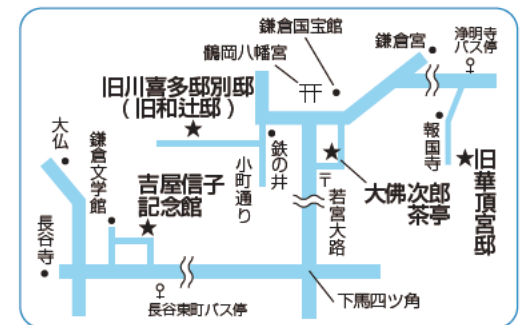 鎌倉国宝館
鶴岡八幡宮
鎌倉宮
浄明寺
バス停
旧川喜多邸別邸
(旧和辻邸)
大仏
鎌倉文学館
吉屋信子
記念館
小町通り
鉄の井
〒
若宮大路
大佛次郎
茶亭
報国寺
旧華頂宮邸
長谷寺
長谷東町バス停
下馬四ツ角